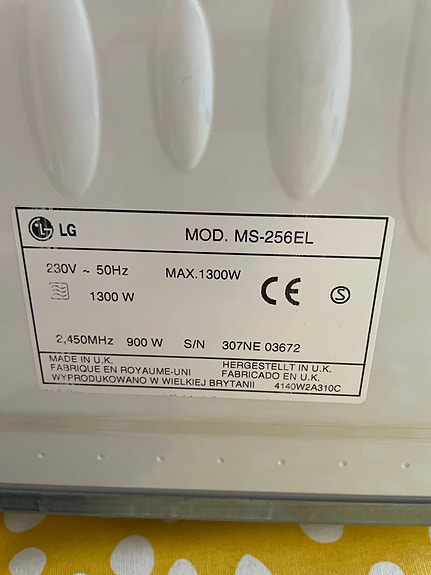 LG MOD. MS-256EL
230V ~ 50Hz MAX.1300W
1300 W
CE S
2,450MHz 900 W S/N 307NE 03672
MADE IN U.K. HERGESTELLT IN U.K.
FABRIQUE EN ROYAUME-UNI FABRICADO EN U.K.
WYPRODUKOWANO W WIELKIEJ BRYTANII 4140W2A310C